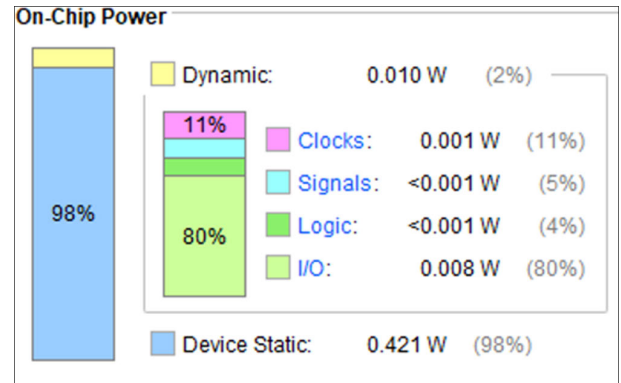 On-Chip Power
Dynamic: 0.010 W (2%)
11%
Clocks: 0.001 W (11%)
Signals: <0.001 W (5%)
98%
80%
Logic: <0.001 W (4%)
I/O: 0.008 W (80%)
Device Static: 0.421 W (98%)